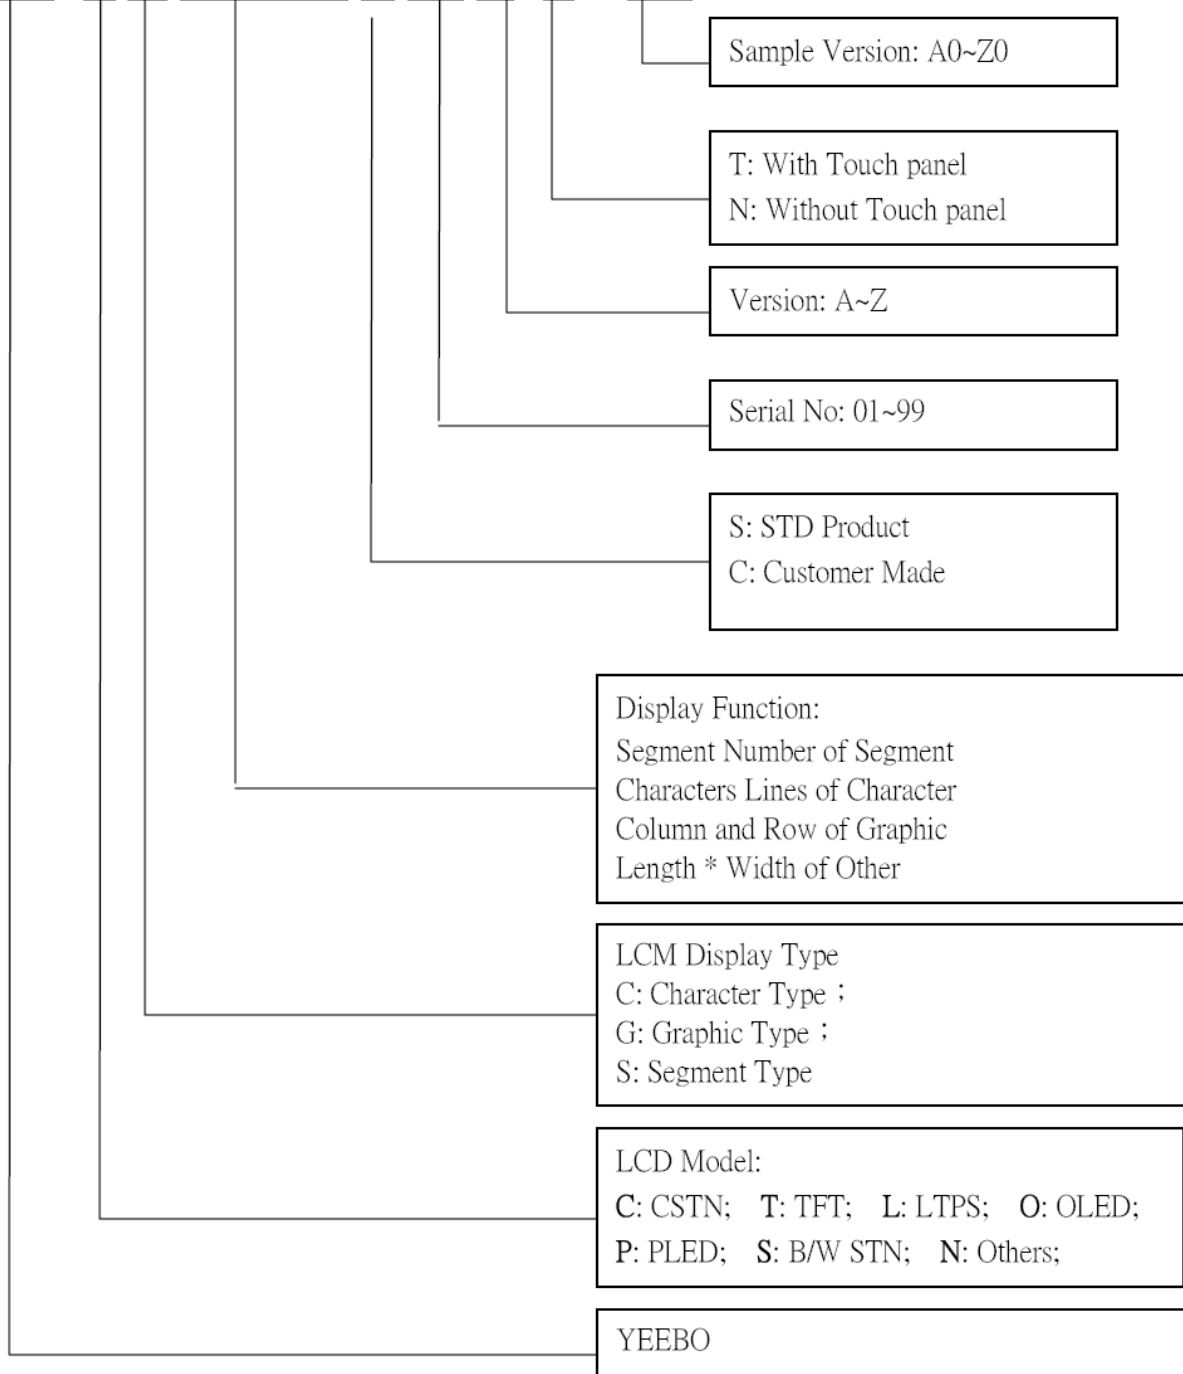 Sample Version: A0~Z0
T: With Touch panel
N: Without Touch panel
Version: A~Z
Serial No: 01~99
S: STD Product
C: Customer Made
Display Function:
Segment Number of Segment
Characters Lines of Character
Column and Row of Graphic
Length * Width of Other
LCM Display Type
C: Character Type；
G: Graphic Type；
S: Segment Type
LCD Model:
C: CSTN; T: TFT; L: LTPS; O: OLED;
P: PLED; S: B/W STN; N: Others;
YEEBO